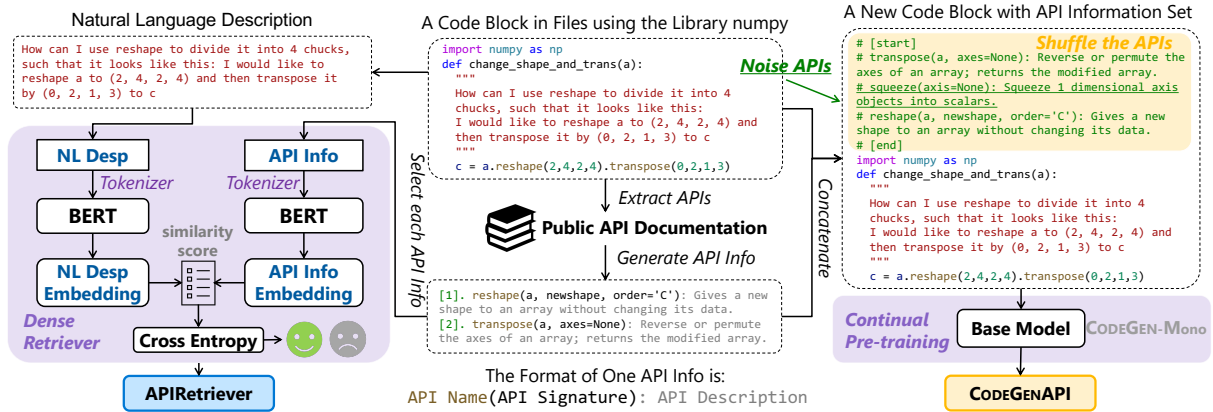 Natural Language Description
How can I use reshape to divide it into 4 chucks,
such that it looks like this: I would like to
reshape a to (2, 4, 2, 4) and then transpose it
by (0, 2, 1, 3) to c
NL Desp
API Info
Tokenizer
Tokenizer
BERT
BERT
similarity
score
NL Desp
Embedding
API Info
Embedding
Dense
Retriever
Cross Entropy
APIRetriever
A Code Block in Files using the Library numpy
import numpy as np
def change_shape_and_trans(a):
"""
How can I use reshape to divide it into 4
chucks, such that it looks like this:
I would like to reshape a to (2, 4, 2, 4) and
then transpose it by (0, 2, 1, 3) to c
"""
c = a.reshape(2,4,2,4).transpose(0,2,1,3)
Select each API Info
Extract APIs
Public API Documentation
Generate API Info
[1]. reshape(a, newshape, order='C'): Gives a new
shape to an array without changing its data.
[2]. transpose(a, axes=None): Reverse or permute
the axes of an array; returns the modified array.
The Format of One API Info is:
API Name(API Signature): API Description
Noise APIs
Concatenate
A New Code Block with API Information Set
# [start]
Shuffle the APIs
# transpose(a, axes=None): Reverse or permute the
axes of an array; returns the modified array.
# squeeze(axis=None): Squeeze 1 dimensional axis
objects into scalars.
# reshape(a, newshape, order='C'): Gives a new
shape to an array without changing its data.
# [end]
import numpy as np
def change_shape_and_trans(a):
"""
How can I use reshape to divide it into 4
chucks, such that it looks like this:
I would like to reshape a to (2, 4, 2, 4) and
then transpose it by (0, 2, 1, 3) to c
"""
c = a.reshape(2,4,2,4).transpose(0,2,1,3)
Continual
Pre-training
Base Model
CODEGEN-MONO
CODEGENAPI